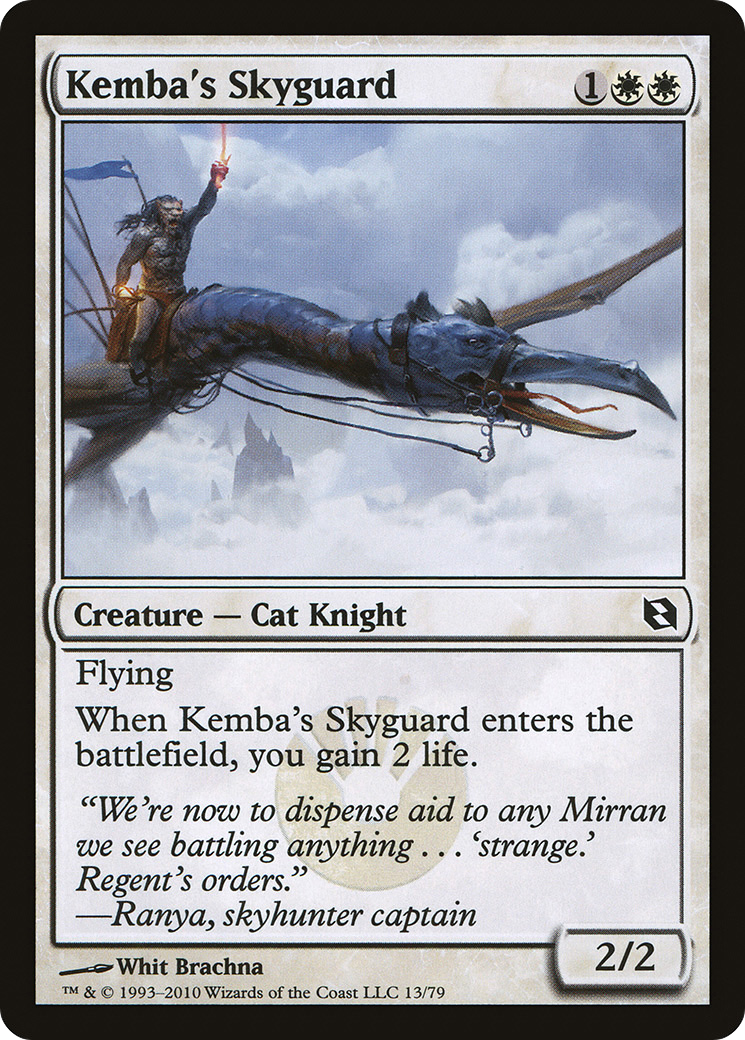 Kemba's Skyguard 1
Creature — Cat Knight
Flying
When Kemba's Skyguard enters the
battlefield, you gain 2 life.
"We're now to dispense aid to any Mirran
we see battling anything . . . 'strange.'
Regent's orders."
—Ranya, skyhunter captain
2/2
Whit Brachna
™ & © 1993–2010 Wizards of the Coast LLC 13/79